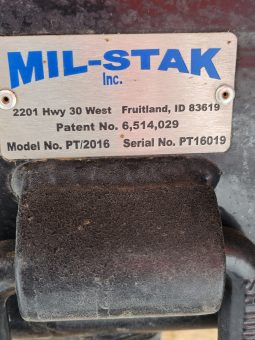 MIL-STAK
Inc.
2201 Hwy 30 West Fruitland, ID 83619
Patent No. 6,514,029
Model No. PT/2016 Serial No. PT16019